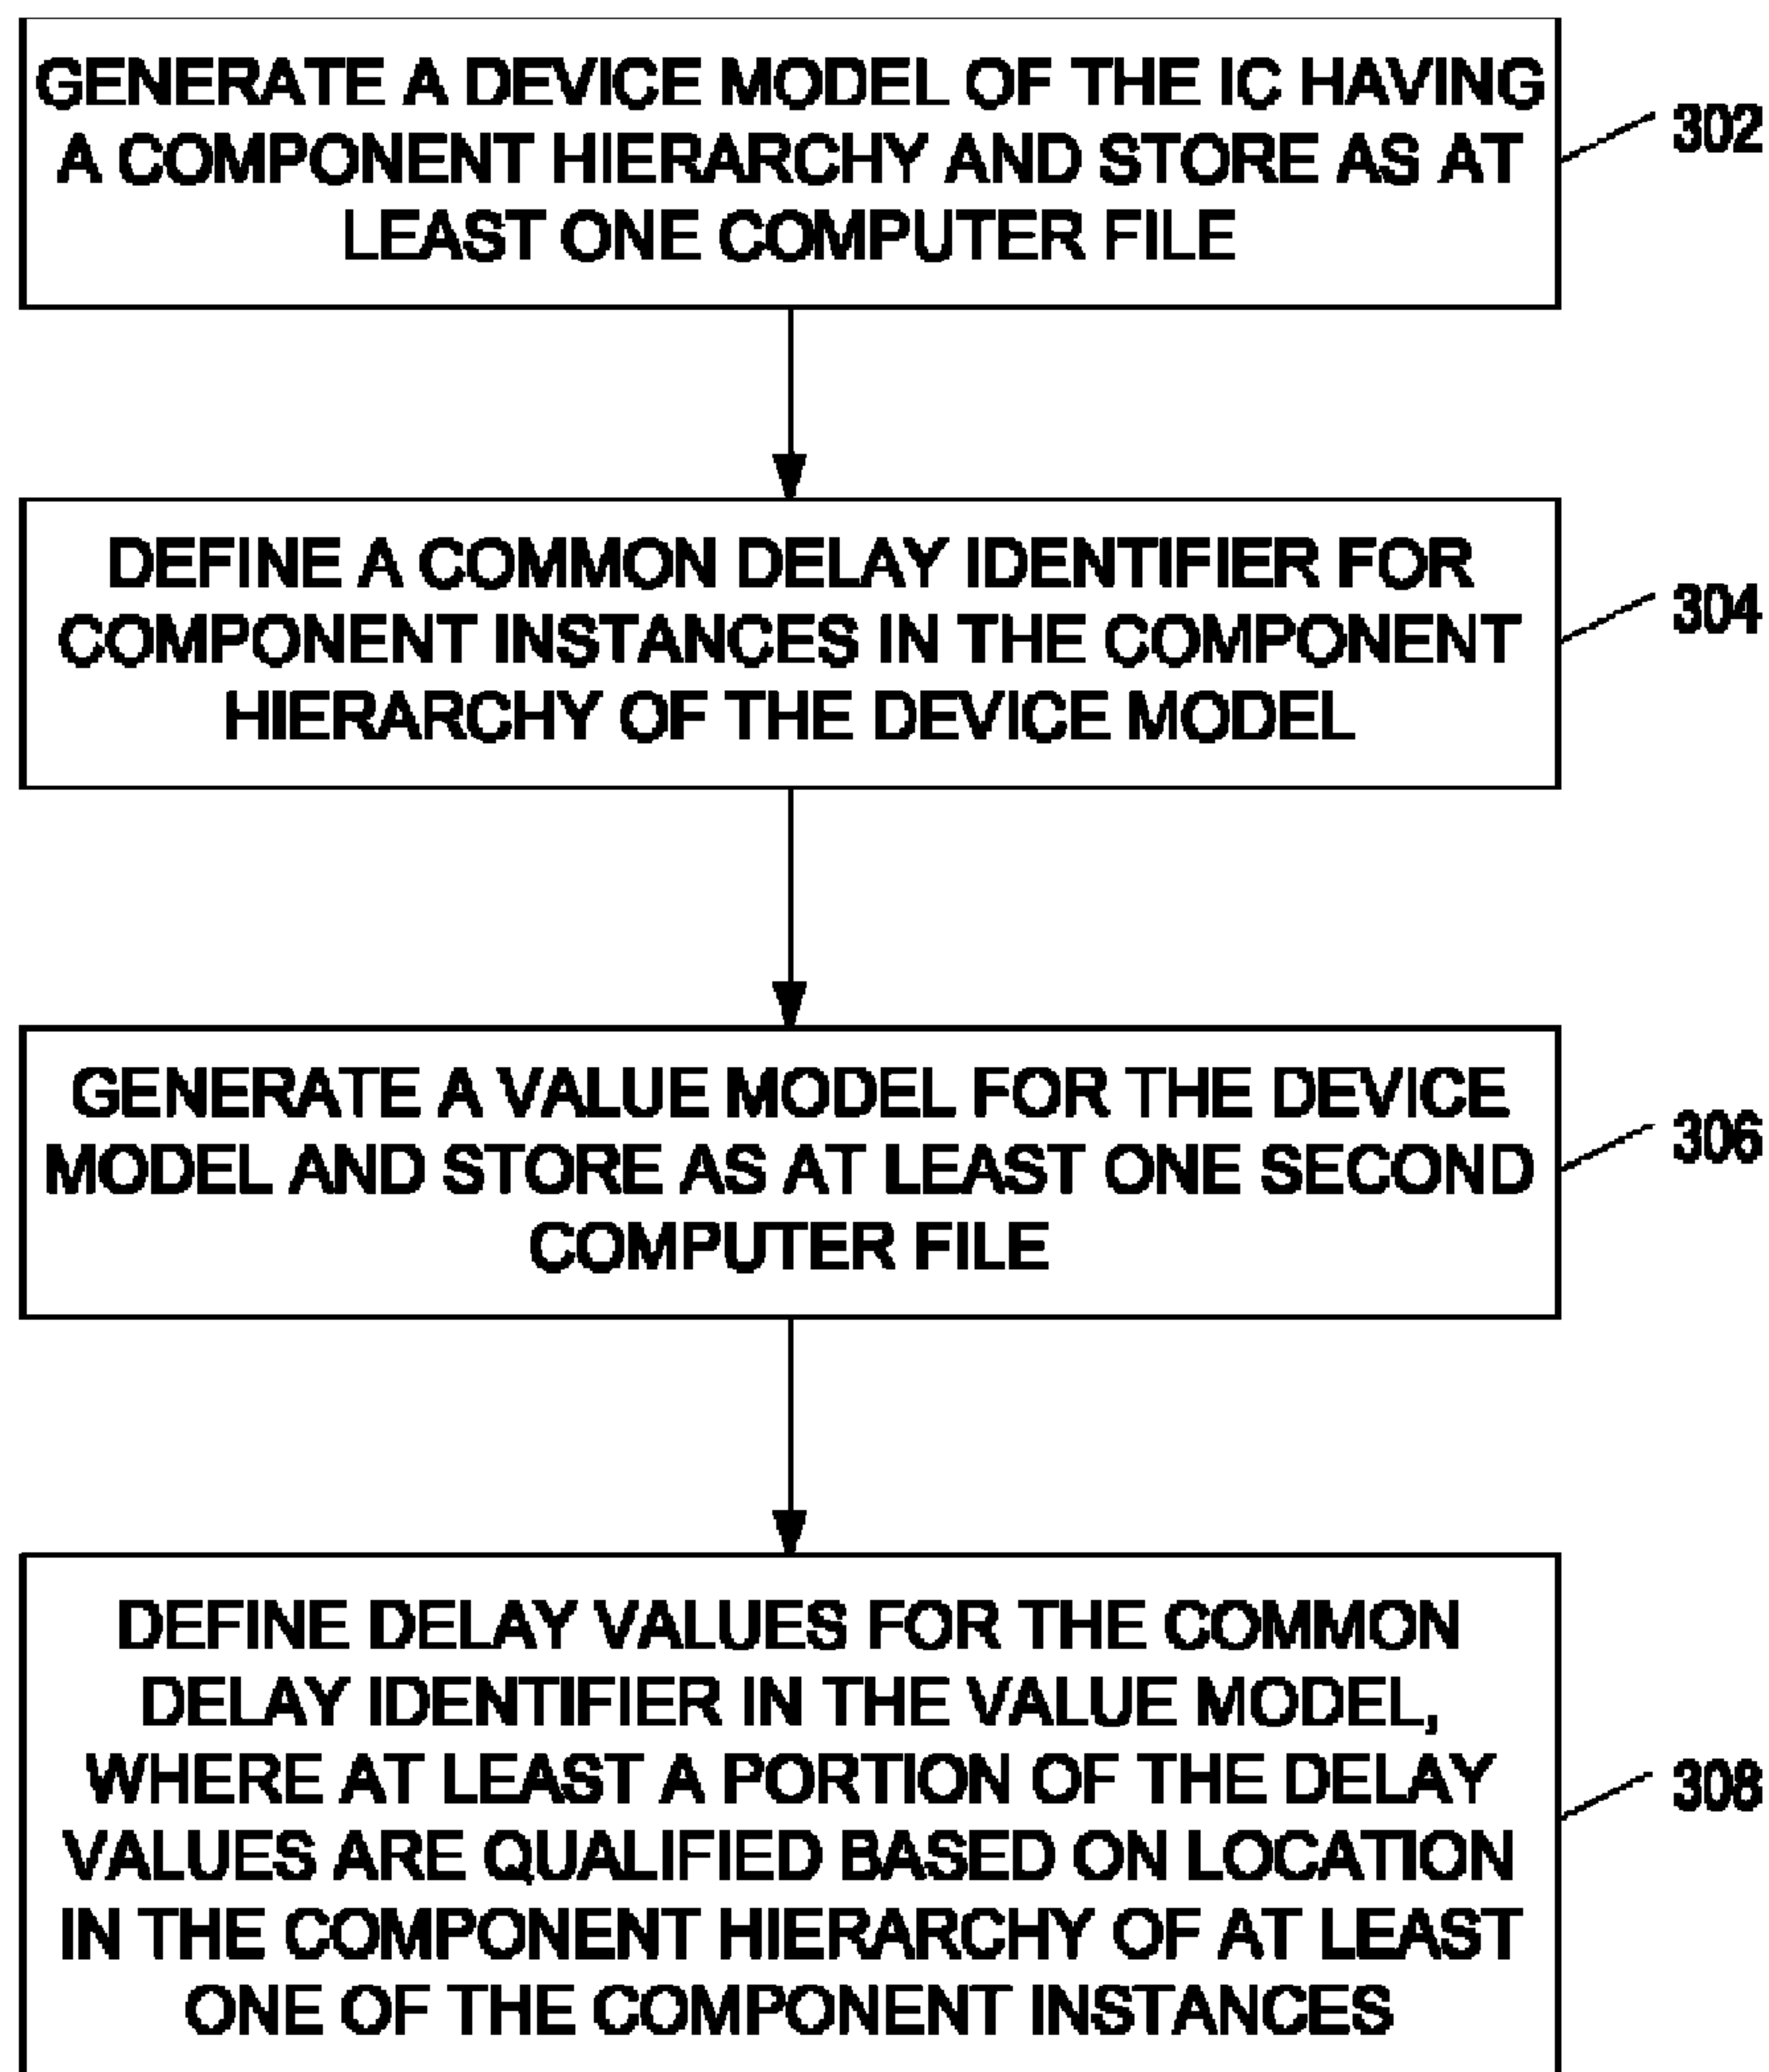 GENERATE A DEVICE MODEL OF THE IC HAVING
A COMPONENT HIERARCHY AND STORE AS AT
LEAST ONE COMPUTER FILE
302
DEFINE A COMMON DELAY IDENTIFIER FOR
COMPONENT INSTANCES IN THE COMPONENT
HIERARCHY OF THE DEVICE MODEL
304
GENERATE A VALUE MODEL FOR THE DEVICE
MODEL AND STORE AS AT LEAST ONE SECOND
COMPUTER FILE
306
DEFINE DELAY VALUES FOR THE COMMON
DELAY IDENTIFIER IN THE VALUE MODEL,
WHERE AT LEAST A PORTION OF THE DELAY
VALUES ARE QUALIFIED BASED ON LOCATION
IN THE COMPONENT HIERARCHY OF AT LEAST
ONE OF THE COMPONENT INSTANCES
308